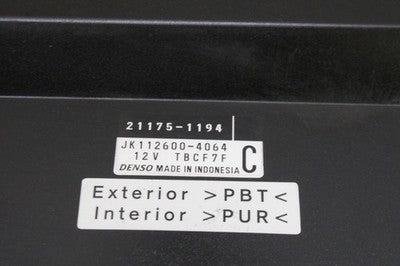 21175-1194
JK112600-4064
12V TBCF7F
DENSO MADE IN INDONESIA
C
Exterior >PBT<
Interior >PUR<